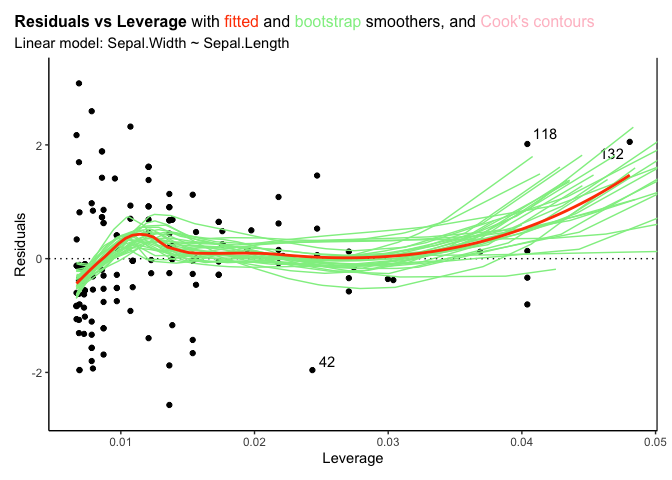 Residuals vs Leverage with fitted and bootstrap smoothers, and Cook's contours
Linear model: Sepal.Width ~ Sepal.Length
118
132
2
0
-2
42
Residuals
0.01 0.02 0.03 0.04 0.05
Leverage